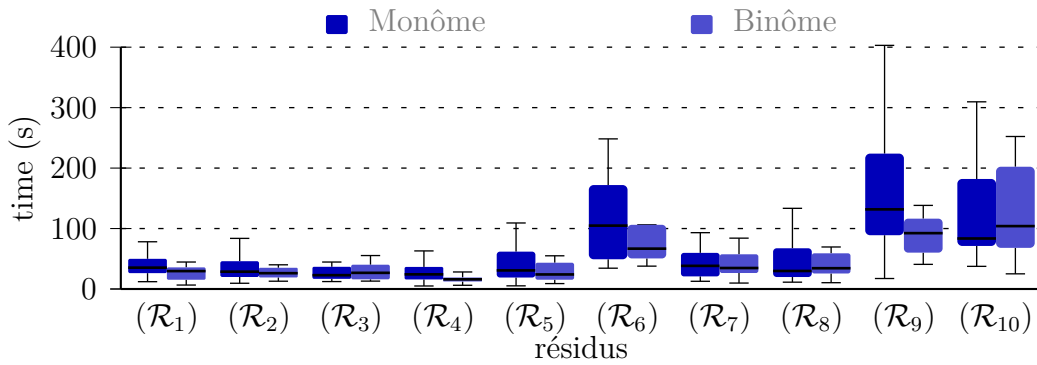 Monôme Binôme
time (s)
400
300
200
100
0
(ℛ₁) (ℛ₂) (ℛ₃) (ℛ₄) (ℛ₅) (ℛ₆) (ℛ₇) (ℛ₈) (ℛ₉) (ℛ₁₀)
résidus